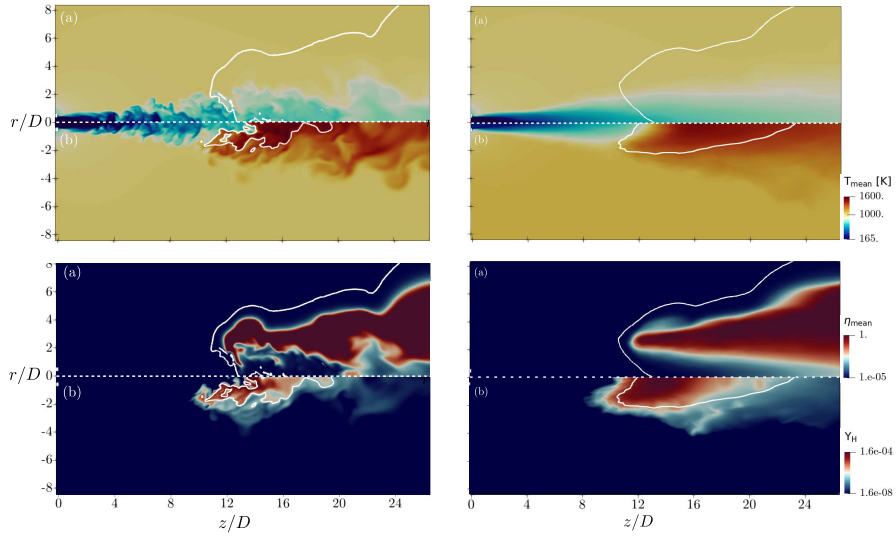 (a)
8
6
4
2
r/D
0
-2
-4
-6
-8
(b)
(a)
(b)
T_mean [K]
1600.
1000.
165.
(a)
8
6
4
2
r/D
0
-2
-4
-6
-8
(b)
0 4 8 12 16 20 24
z/D
(a)
(b)
0 4 8 12 16 20 24
z/D
η_mean
1.
1.e-05
Y_H
1.6e-04
1.6e-08